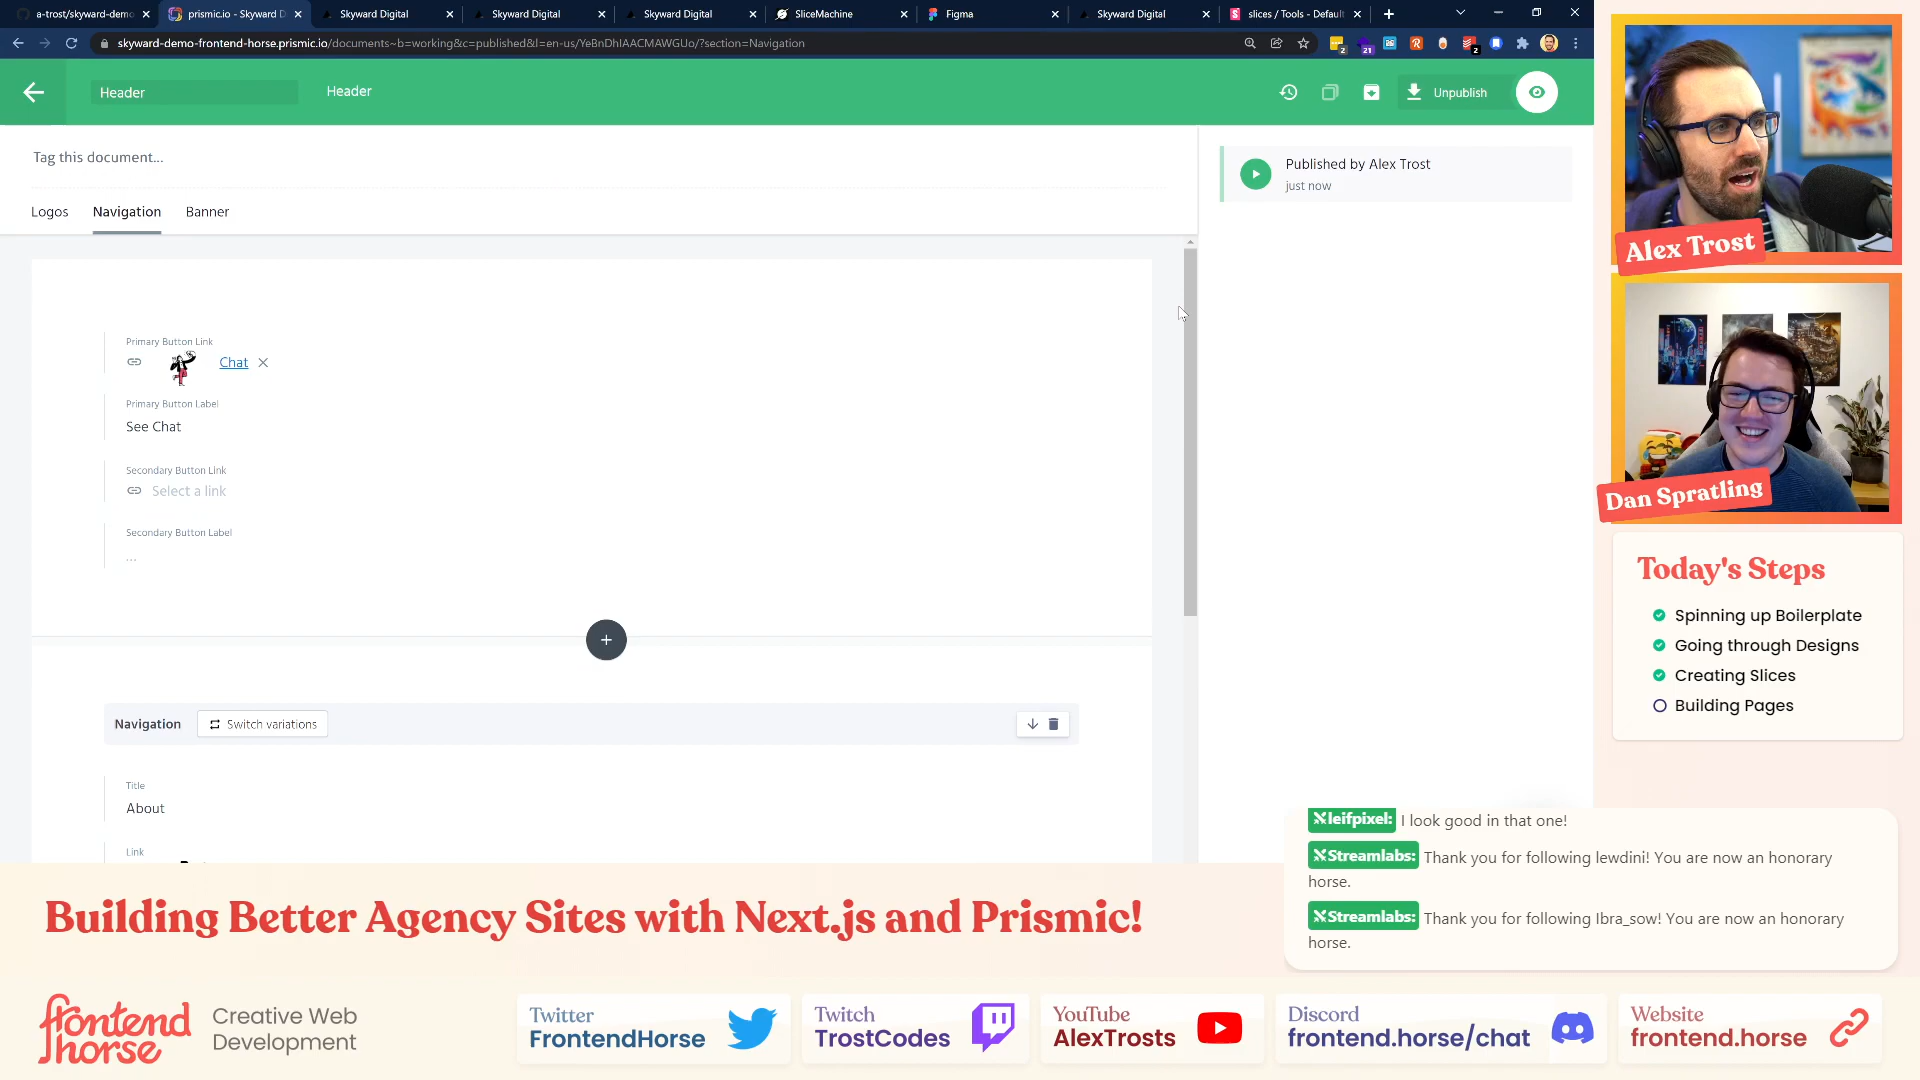 a-trost/skyward-demo
prismic.io - Skyward D
Skyward Digital
Skyward Digital
Skyward Digital
SliceMachine
Figma
Skyward Digital
slices / Tools - Default
skyward-demo-frontend-horse.prismic.io/documents~b=working&c=published&l=en-us/YeBnDhIAACMAWGUo/?section=Navigation
2
21
2
Header
Header
Unpublish
Tag this document...
Published by Alex Trost
just now
Logos
Navigation
Banner
Primary Button Link
Chat
Primary Button Label
See Chat
Secondary Button Link
Select a link
Secondary Button Label
...
Navigation
Switch variations
Title
About
Link
Alex Trost
Dan Spratling
Today's Steps
Spinning up Boilerplate
Going through Designs
Creating Slices
Building Pages
leifpixel: I look good in that one!
Streamlabs: Thank you for following lewdini! You are now an honorary
horse.
Streamlabs: Thank you for following Ibra_sow! You are now an honorary
horse.
Building Better Agency Sites with Next.js and Prismic!
frontend
horse
Creative Web
Development
Twitter
FrontendHorse
Twitch
TrostCodes
YouTube
AlexTrosts
Discord
frontend.horse/chat
Website
frontend.horse